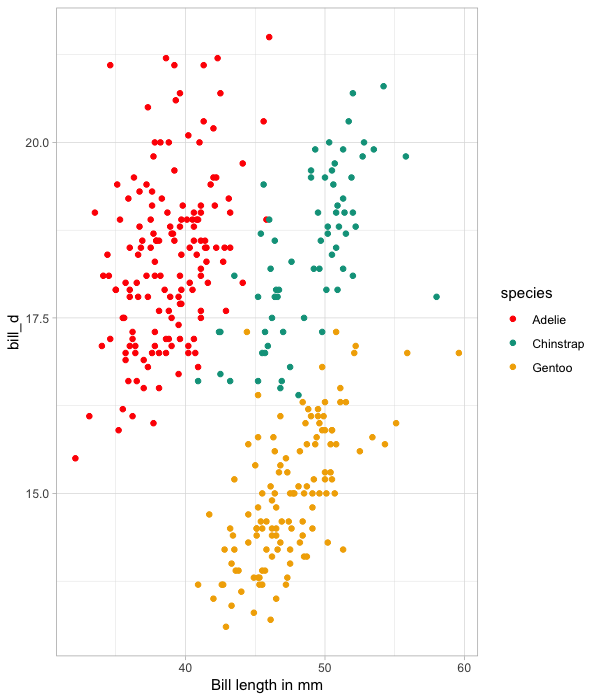 20.0
17.5
15.0
bill_d
40
50
60
Bill length in mm
species
Adelie
Chinstrap
Gentoo